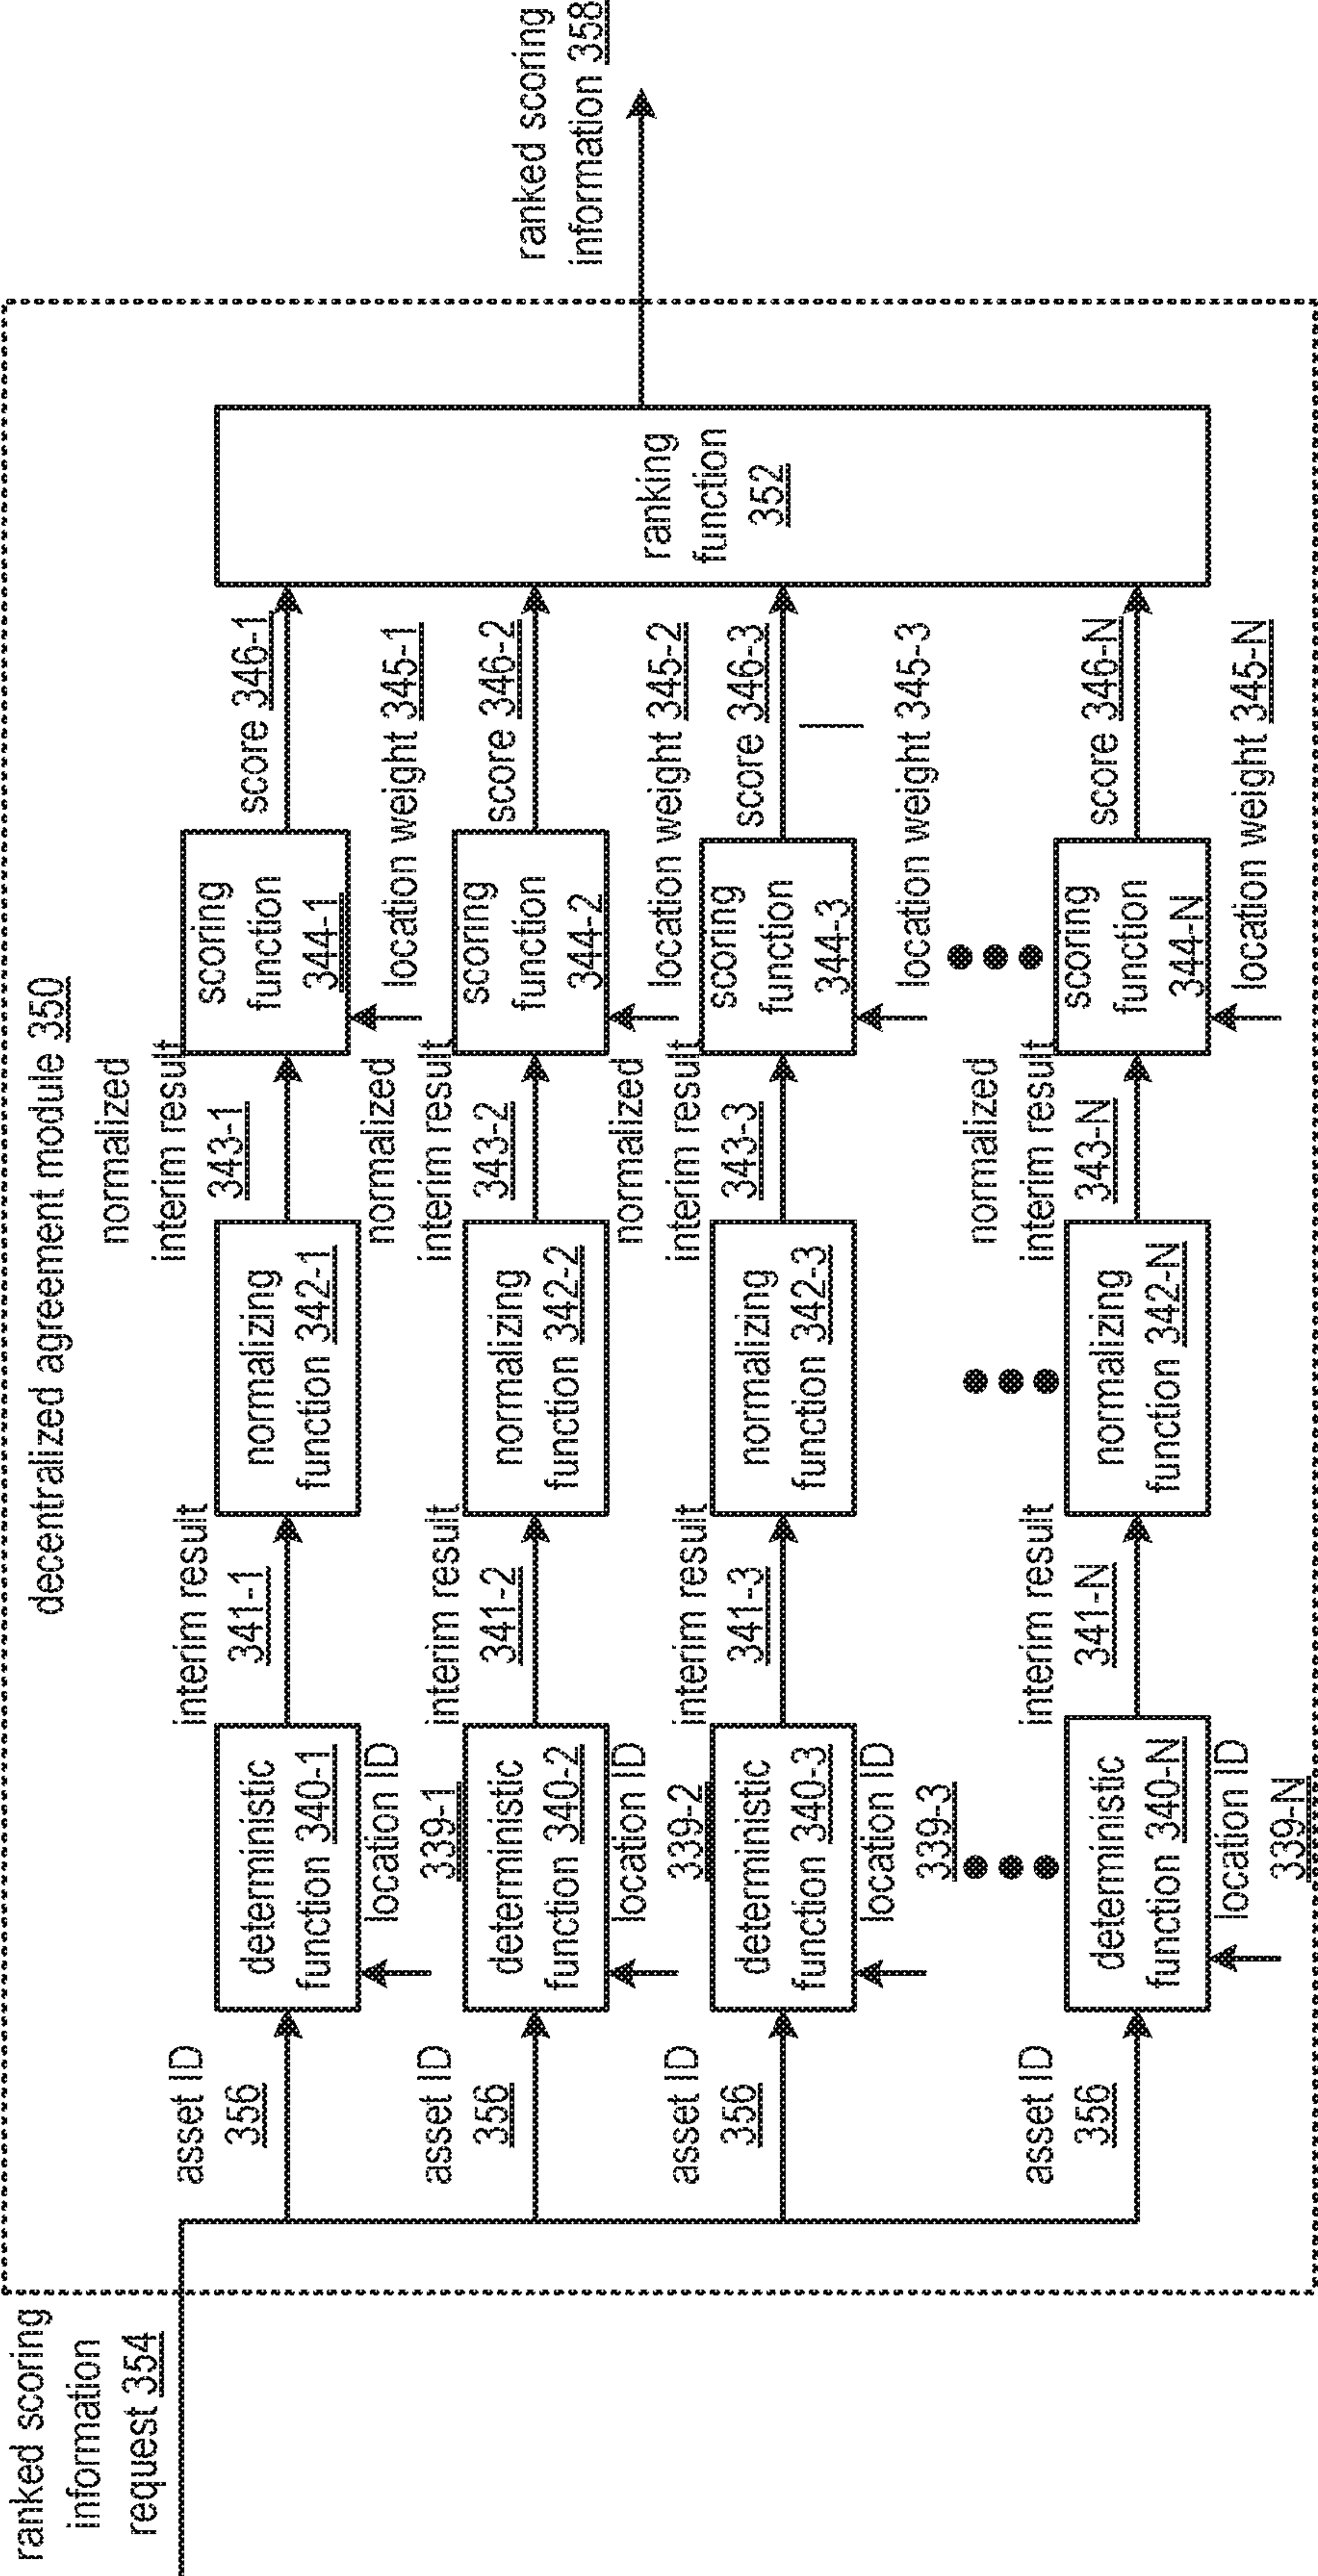 decentralized agreement module 350
ranked scoring
information
request 354
asset ID
356
deterministic
function 340-1
location ID
339-1
interim result
341-1
normalizing
function 342-1
normalized
interim result
343-1
scoring
function
344-1
location weight 345-1
score 346-1
asset ID
356
deterministic
function 340-2
location ID
339-2
interim result
341-2
normalizing
function 342-2
normalized
interim result
343-2
scoring
function
344-2
location weight 345-2
score 346-2
asset ID
356
deterministic
function 340-3
location ID
339-3
interim result
341-3
normalizing
function 342-3
normalized
interim result
343-3
scoring
function
344-3
location weight 345-3
score 346-3
asset ID
356
deterministic
function 340-N
location ID
339-N
interim result
341-N
normalizing
function 342-N
normalized
interim result
343-N
scoring
function
344-N
location weight 345-N
score 346-N
ranking
function
352
ranked scoring
information 358